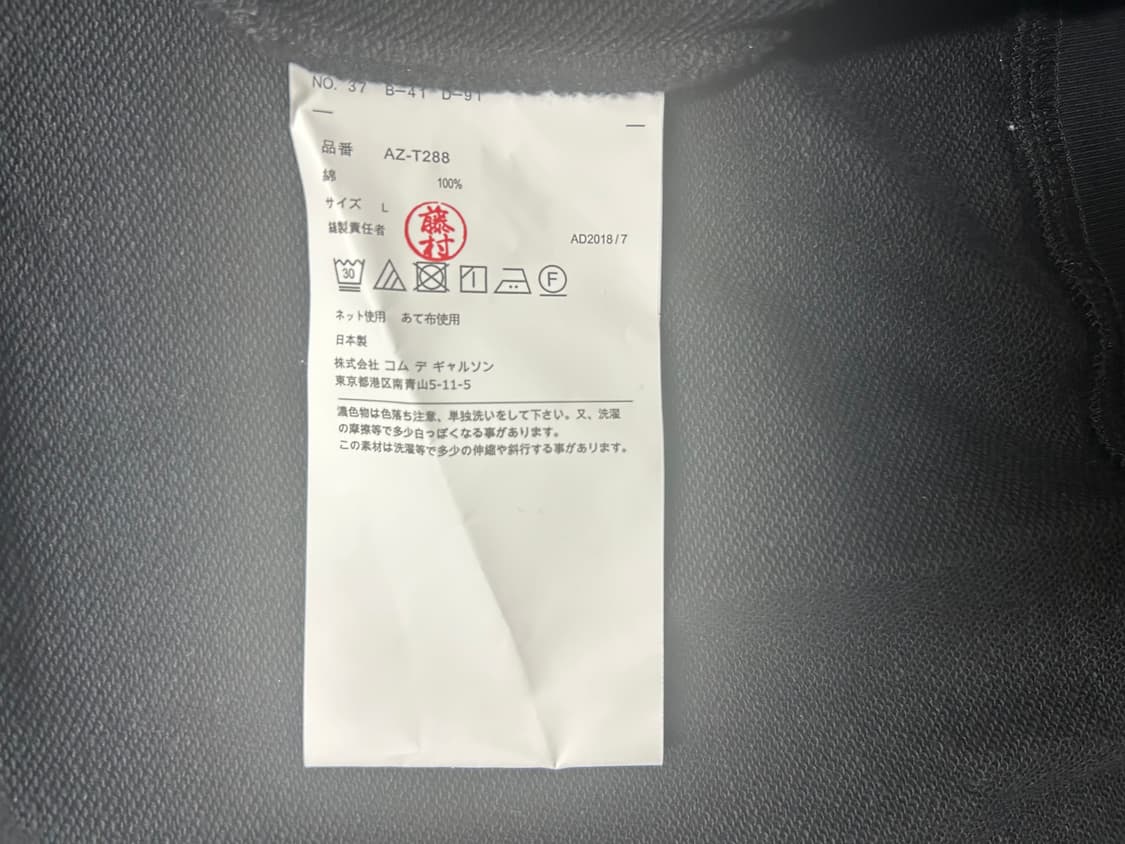 NO. 37 B-41 D-91
品番 AZ-T288
綿 100%
サイズ L
縫製責任者 藤村 AD2018/7
30 F
ネット使用 あて布使用
日本製
株式会社 コム デ ギャルソン
東京都港区南青山5-11-5
濃色物は色落ち注意、単独洗いをして下さい。又、洗濯
の摩擦等で多少白っぽくなる事があります。
この素材は洗濯等で多少の伸縮や斜行する事があります。